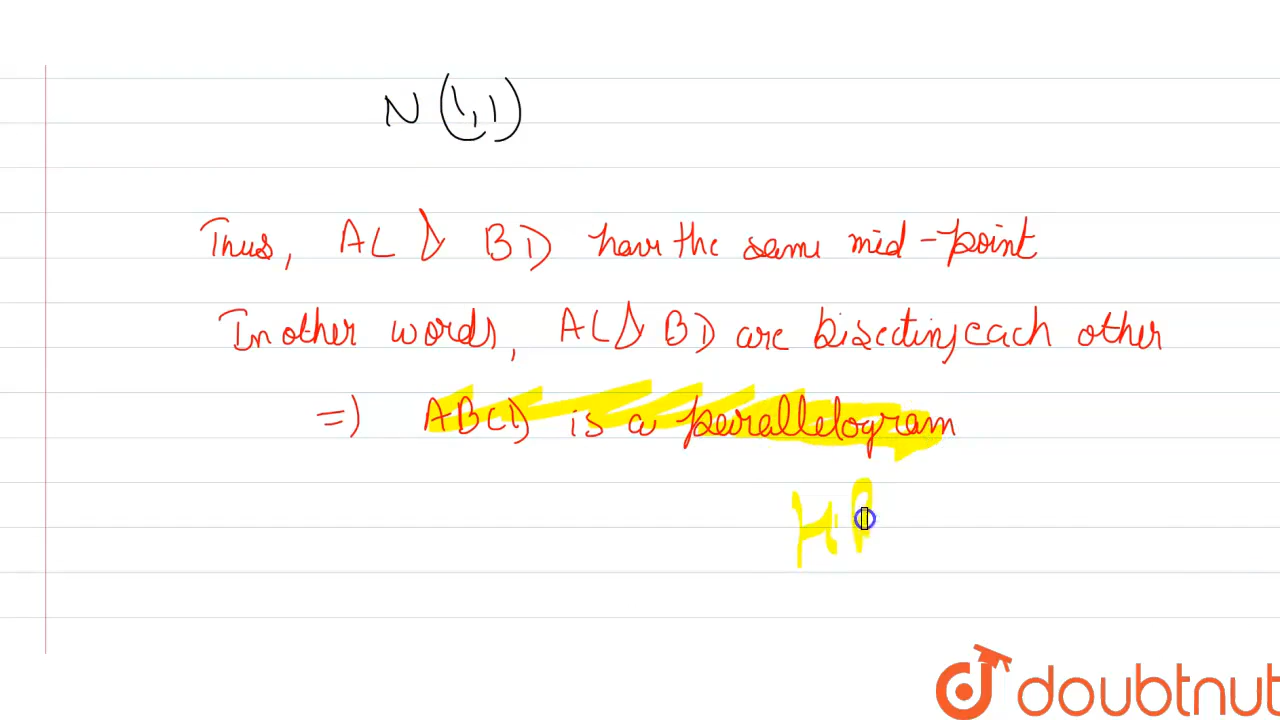 N (1,1)
Thus, AC & BD have the same mid-point
In other words, AC & BD are bisecting each other
=) ABCD is a parallelogram
H.P
doubtnut